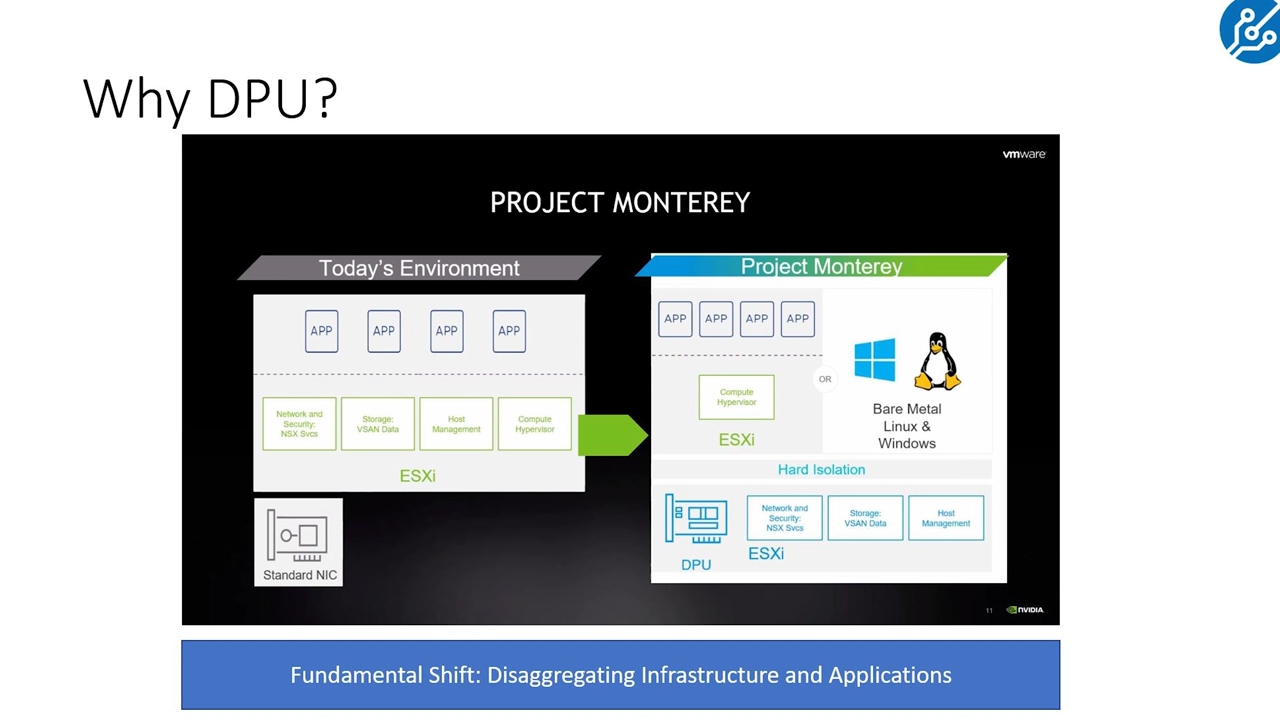 Why DPU?
vmware
PROJECT MONTEREY
Today's Environment
APP
APP
APP
APP
Network and
Security:
NSX Svcs
Storage:
VSAN Data
Host
Management
Compute
Hypervisor
ESXi
Standard NIC
Project Monterey
APP
APP
APP
APP
Compute
Hypervisor
ESXi
OR
Bare Metal
Linux &
Windows
Hard Isolation
DPU
Network and
Security:
NSX Svcs
Storage:
VSAN Data
Host
Management
ESXi
11
NVIDIA
Fundamental Shift: Disaggregating Infrastructure and Applications